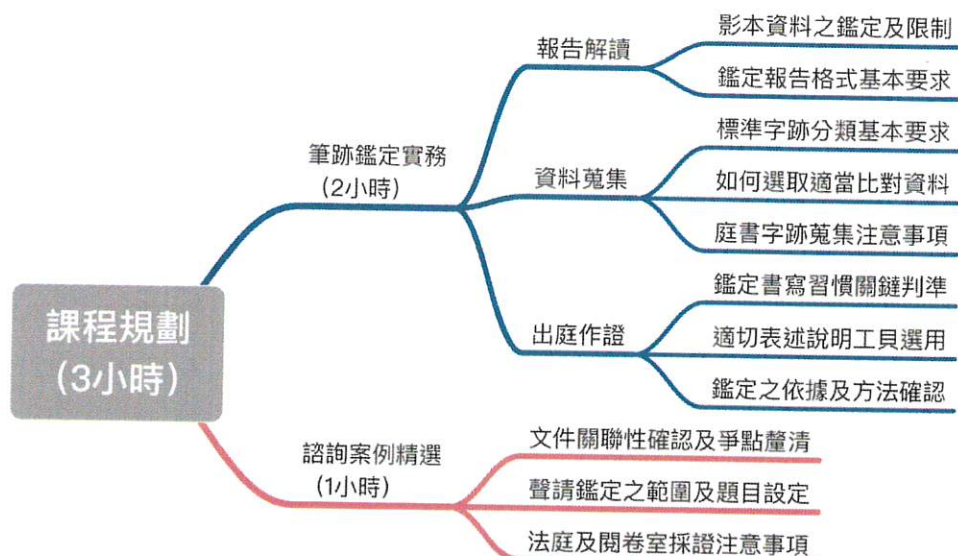 課程規劃
(3小時)
筆跡鑑定實務
(2小時)
報告解讀
影本資料之鑑定及限制
鑑定報告格式基本要求
資料蒐集
標準字跡分類基本要求
如何選取適當比對資料
庭書字跡蒐集注意事項
出庭作證
鑑定書寫習慣關鍵判準
適切表述說明工具選用
鑑定之依據及方法確認
諮詢案例精選
(1小時)
文件關聯性確認及爭點釐清
聲請鑑定之範圍及題目設定
法庭及閱卷室採證注意事項